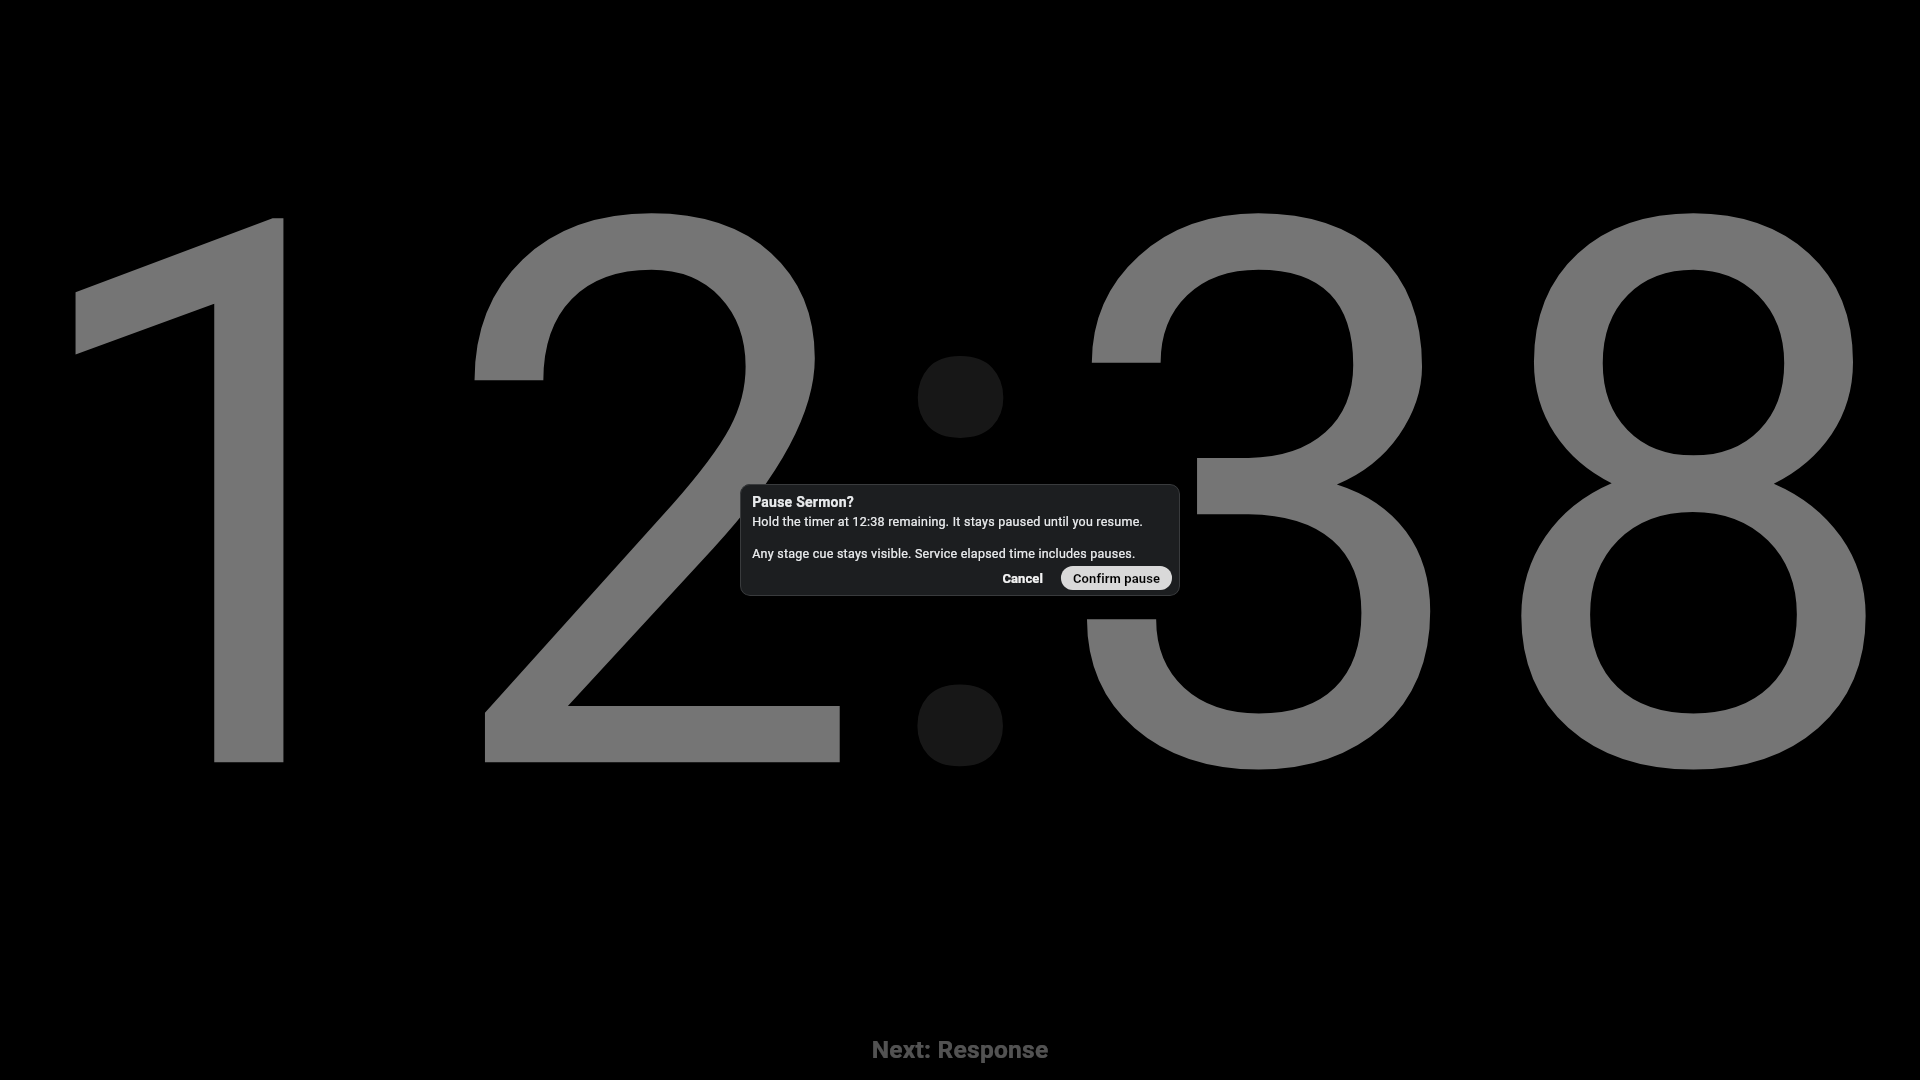 12:38
Pause Sermon?
Hold the timer at 12:38 remaining. It stays paused until you resume.
Any stage cue stays visible. Service elapsed time includes pauses.
Cancel Confirm pause
Next: Response